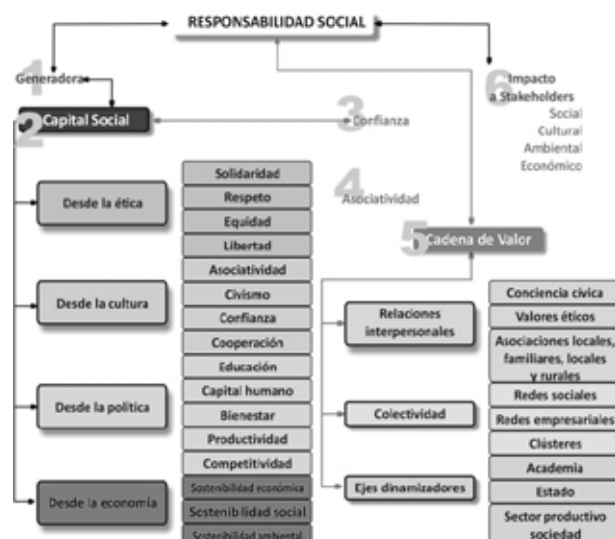 RESPONSABILIDAD SOCIAL
1
Generadora
2
Capital Social
3
Confianza
4
Asociatividad
5
Cadena de Valor
6
Impacto
a Stakeholders
Social
Cultural
Ambiental
Económico
Desde la ética
Desde la cultura
Desde la política
Desde la economía
Solidaridad
Respeto
Equidad
Libertad
Asociatividad
Civismo
Confianza
Cooperación
Educación
Capital humano
Bienestar
Productividad
Competitividad
Sostenibilidad económica
Sostenibilidad social
Sostenibilidad ambiental
Relaciones
interpersonales
Colectividad
Ejes dinamizadores
Conciencia cívica
Valores éticos
Asociaciones locales,
familiares, locales
y rurales
Redes sociales
Redes empresariales
Clústeres
Academia
Estado
Sector productivo
sociedad